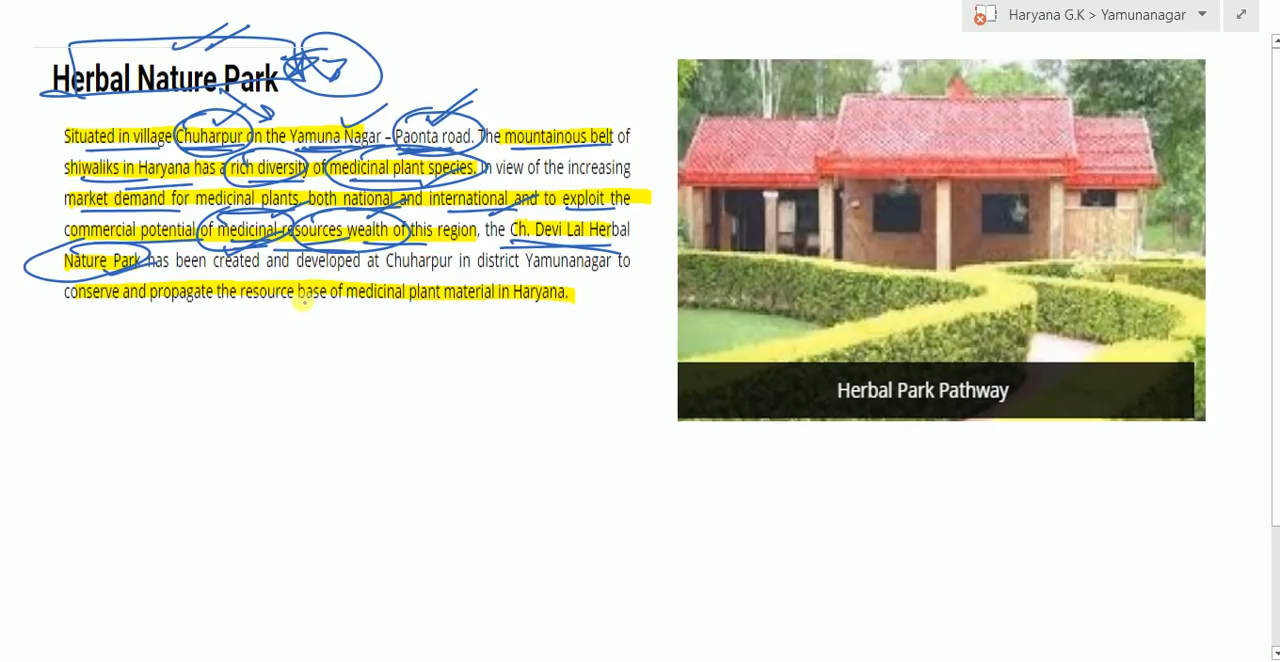 Haryana G.K > Yamunanagar
Herbal Nature Park
Situated in village Chuharpur on the Yamuna Nagar – Paonta road. The mountainous belt of
shiwaliks in Haryana has a rich diversity of medicinal plant species. In view of the increasing
market demand for medicinal plants, both national and international and to exploit the
commercial potential of medicinal resources wealth of this region, the Ch. Devi Lal Herbal
Nature Park has been created and developed at Chuharpur in district Yamunanagar to
conserve and propagate the resource base of medicinal plant material in Haryana.
Herbal Park Pathway